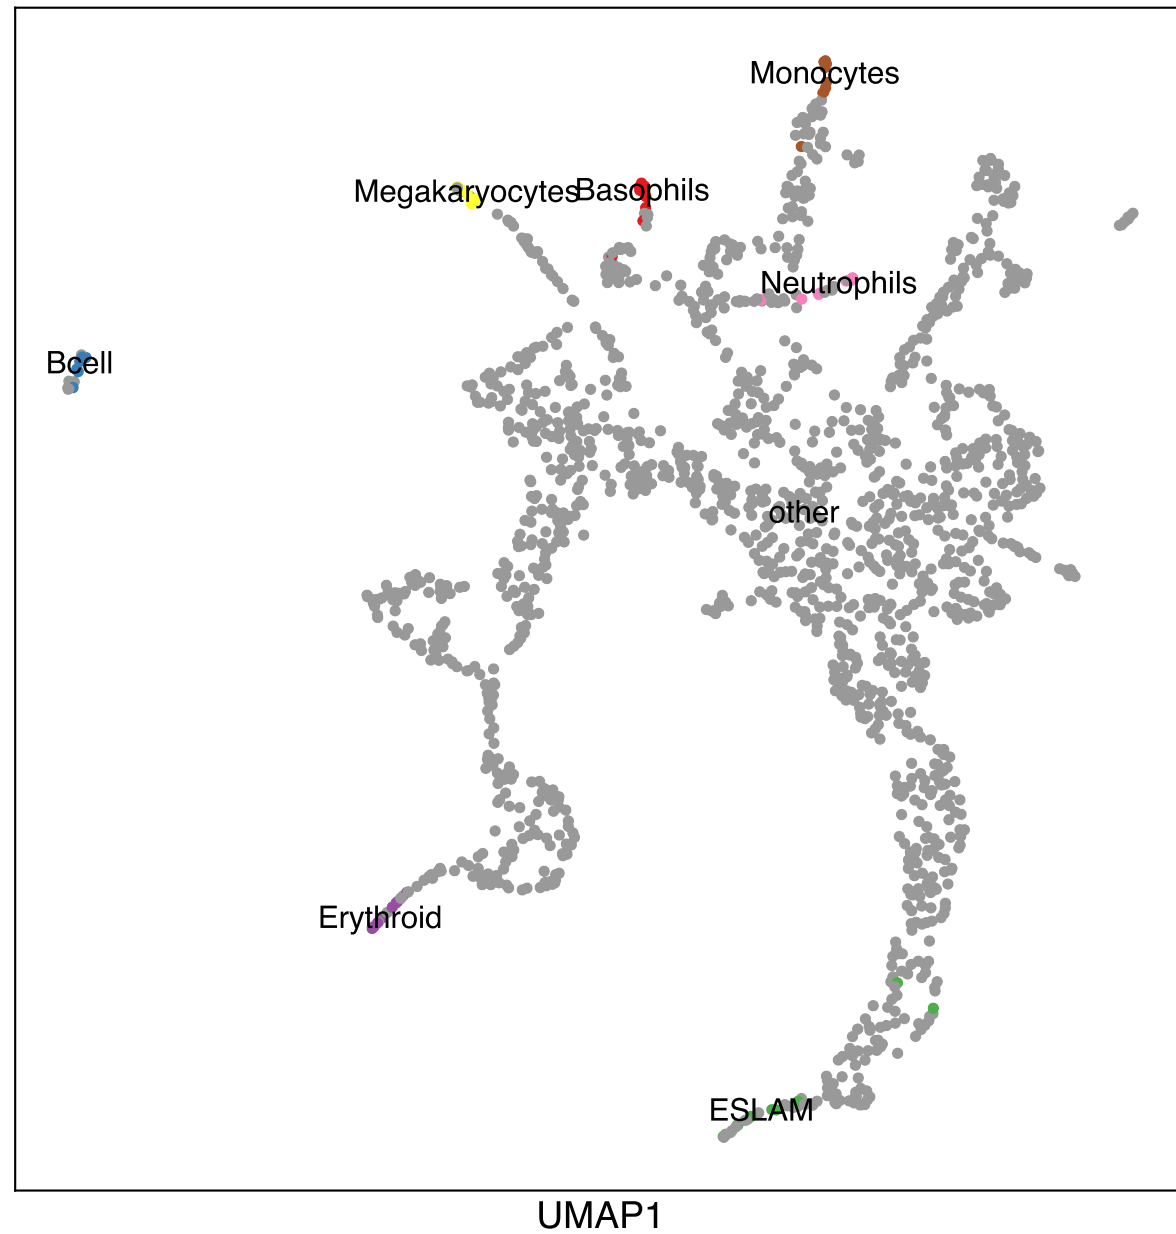 Monocytes
Megakaryocytes
Basophils
Neutrophils
Bcell
other
Erythroid
ESLAM
UMAP1